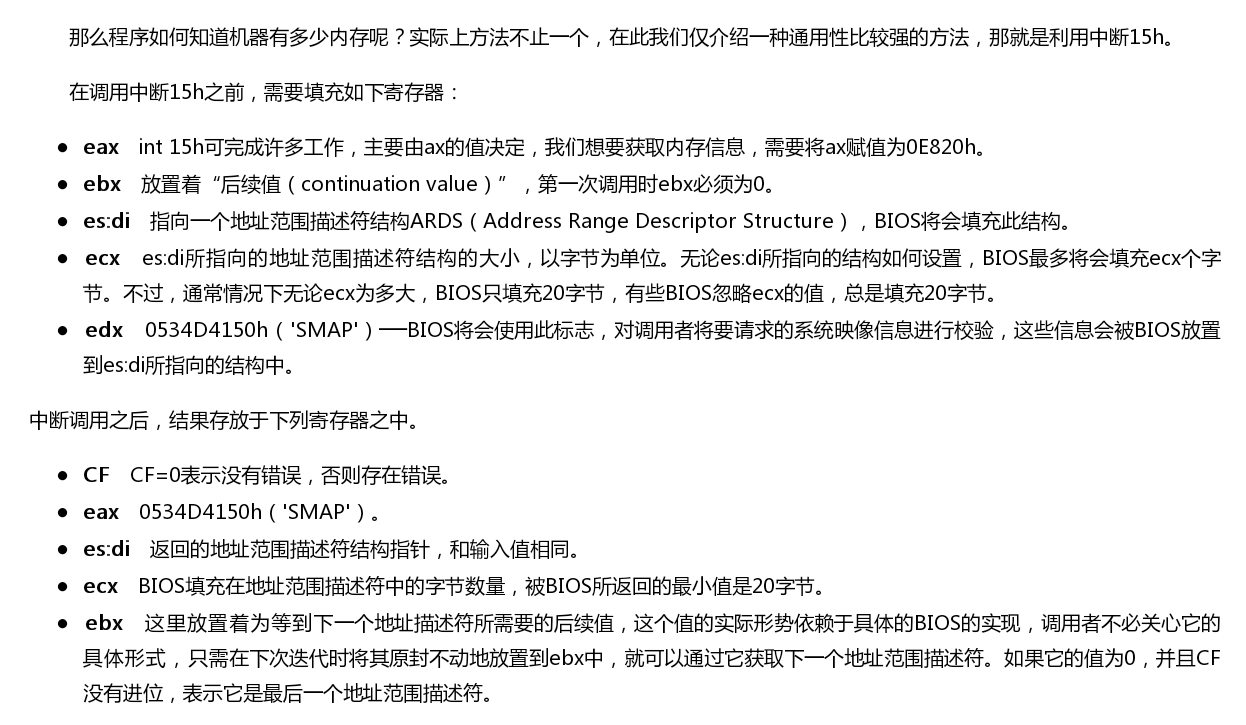 那么程序如何知道机器有多少内存呢？实际上方法不止一个，在此我们仅介绍一种通用性比较强的方法，那就是利用中断15h。
在调用中断15h之前，需要填充如下寄存器：
● eax int 15h可完成许多工作，主要由ax的值决定，我们想要获取内存信息，需要将ax赋值为0E820h。
● ebx 放置着“后续值（continuation value）”，第一次调用时ebx必须为0。
● es:di 指向一个地址范围描述符结构ARDS（Address Range Descriptor Structure），BIOS将会填充此结构。
● ecx es:di所指向的地址范围描述符结构的大小，以字节为单位。无论es:di所指向的结构如何设置，BIOS最多将会填充ecx个字
节。不过，通常情况下无论ecx为多大，BIOS只填充20字节，有些BIOS忽略ecx的值，总是填充20字节。
● edx 0534D4150h（'SMAP'）──BIOS将会使用此标志，对调用者将要请求的系统映像信息进行校验，这些信息会被BIOS放置
到es:di所指向的结构中。
中断调用之后，结果存放于下列寄存器之中。
● CF CF=0表示没有错误，否则存在错误。
● eax 0534D4150h（'SMAP'）。
● es:di 返回的地址范围描述符结构指针，和输入值相同。
● ecx BIOS填充在地址范围描述符中的字节数量，被BIOS所返回的最小值是20字节。
● ebx 这里放置着为等到下一个地址描述符所需要的后续值，这个值的实际形势依赖于具体的BIOS的实现，调用者不必关心它的
具体形式，只需在下次迭代时将其原封不动地放置到ebx中，就可以通过它获取下一个地址范围描述符。如果它的值为0，并且CF
没有进位，表示它是最后一个地址范围描述符。